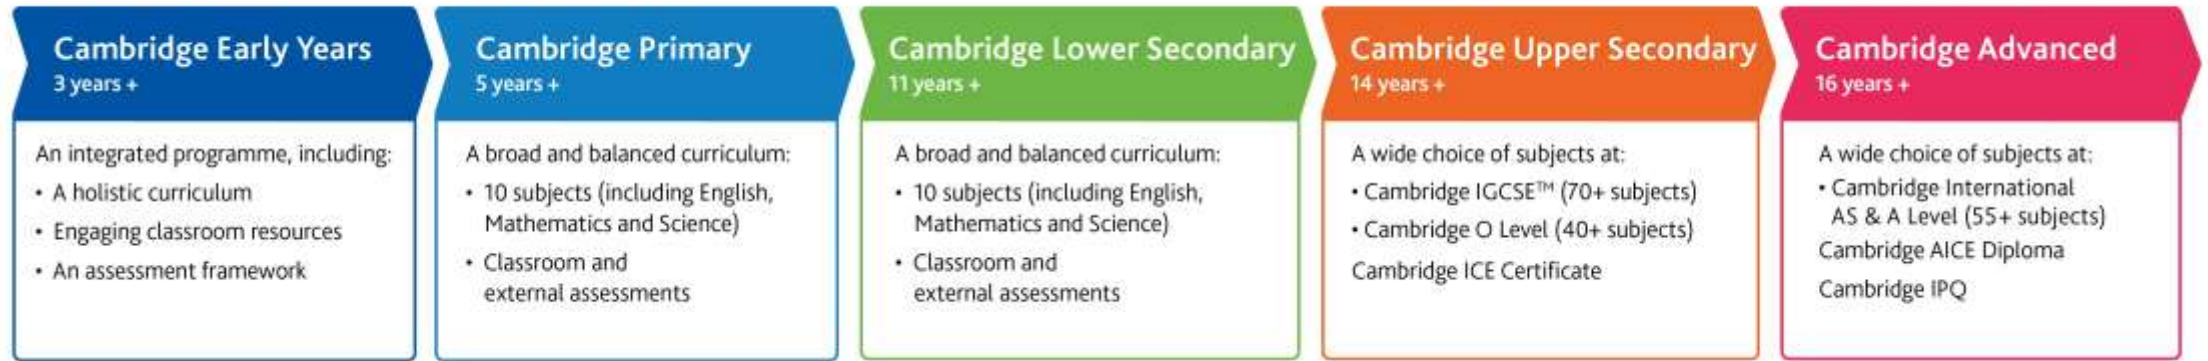 Cambridge Early Years
3 years +
An integrated programme, including:
• A holistic curriculum
• Engaging classroom resources
• An assessment framework
Cambridge Primary
5 years +
A broad and balanced curriculum:
• 10 subjects (including English,
Mathematics and Science)
• Classroom and
external assessments
Cambridge Lower Secondary
11 years +
A broad and balanced curriculum:
• 10 subjects (including English,
Mathematics and Science)
• Classroom and
external assessments
Cambridge Upper Secondary
14 years +
A wide choice of subjects at:
• Cambridge IGCSE™ (70+ subjects)
• Cambridge O Level (40+ subjects)
Cambridge ICE Certificate
Cambridge Advanced
16 years +
A wide choice of subjects at:
• Cambridge International
AS & A Level (55+ subjects)
Cambridge AICE Diploma
Cambridge IPQ